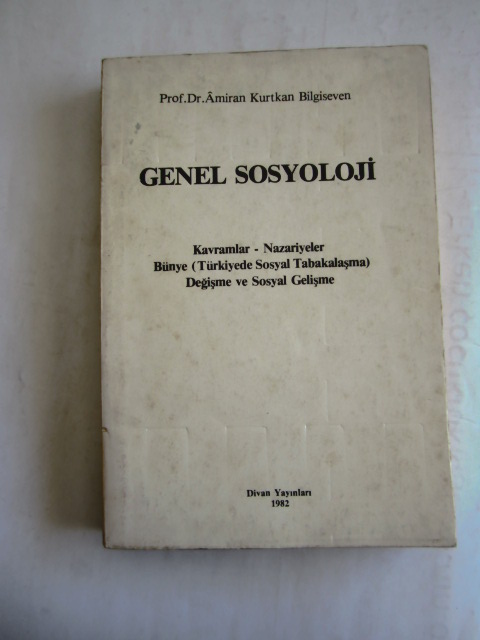 Prof.Dr.Âmiran Kurtkan Bilgiseven
GENEL SOSYOLOJİ
Kavramlar - Nazariyeler
Bünye (Türkiyede Sosyal Tabakalaşma)
Değişme ve Sosyal Gelişme
Divan Yayınları
1982